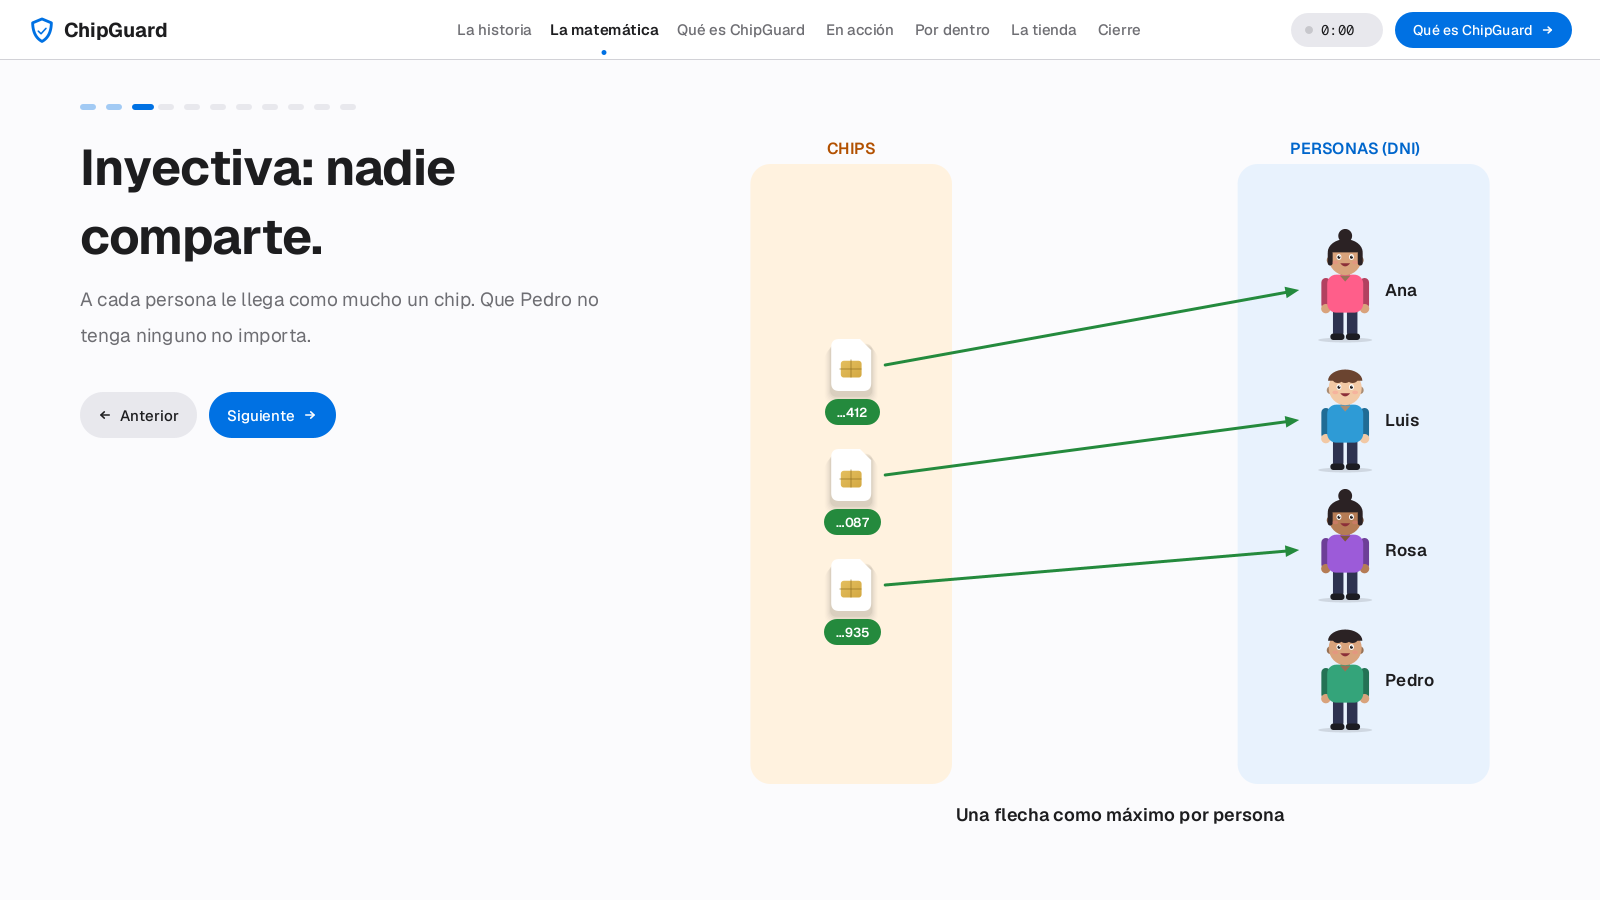 ChipGuard
La historia
La matemática
Qué es ChipGuard
En acción
Por dentro
La tienda
Cierre
0:00
Qué es ChipGuard →
Inyectiva: nadie
comparte.
A cada persona le llega como mucho un chip. Que Pedro no
tenga ninguno no importa.
← Anterior
Siguiente →
CHIPS
PERSONAS (DNI)
...412
...087
...935
Ana
Luis
Rosa
Pedro
Una flecha como máximo por persona